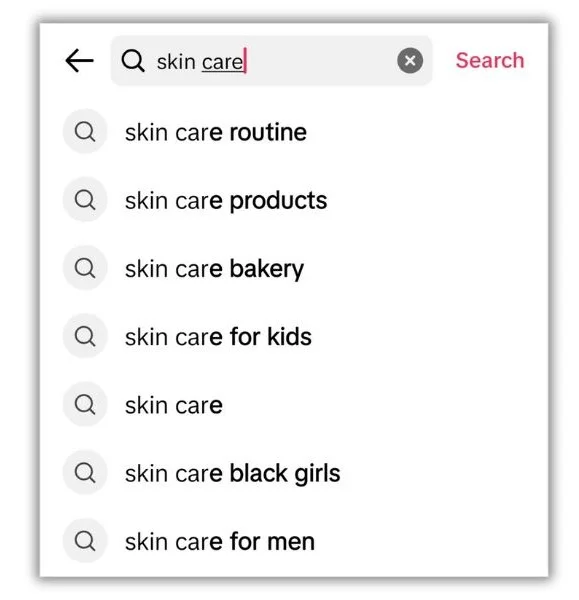 skin care
Search
skin care routine
skin care products
skin care bakery
skin care for kids
skin care
skin care black girls
skin care for men